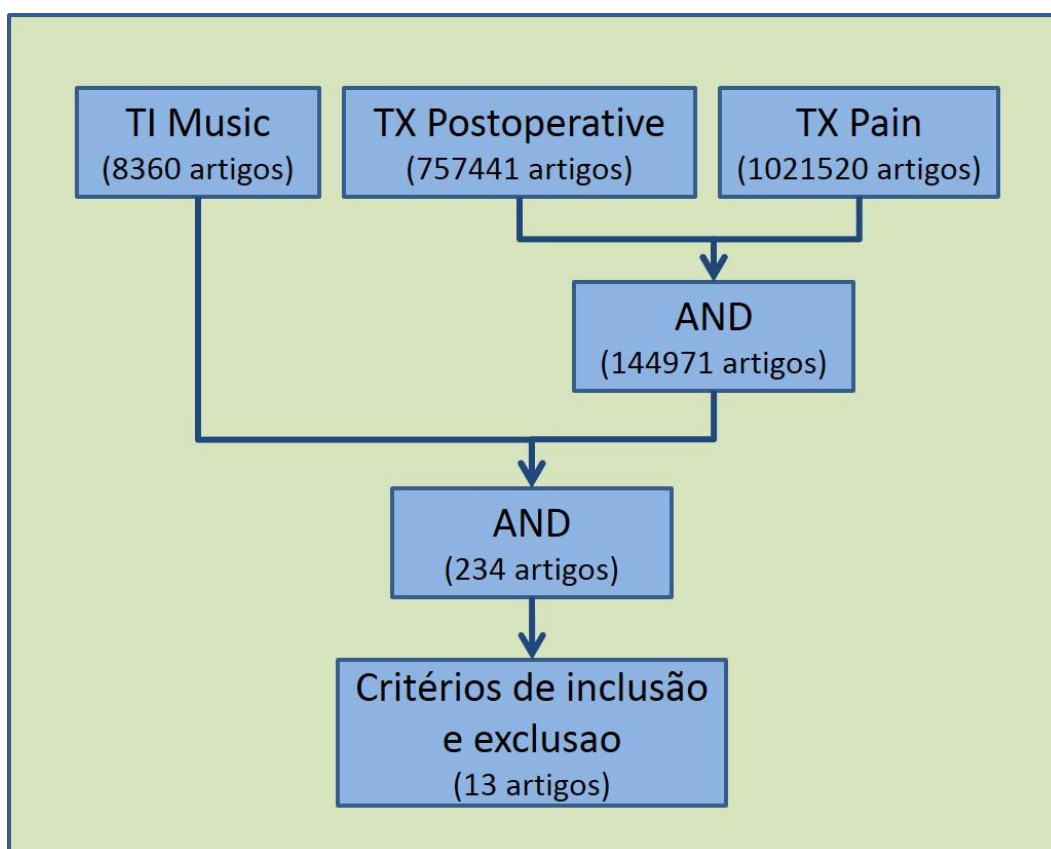 TI Music
(8360 artigos)
TX Postoperative
(757441 artigos)
TX Pain
(1021520 artigos)
AND
(144971 artigos)
AND
(234 artigos)
Critérios de inclusão
e exclusao
(13 artigos)